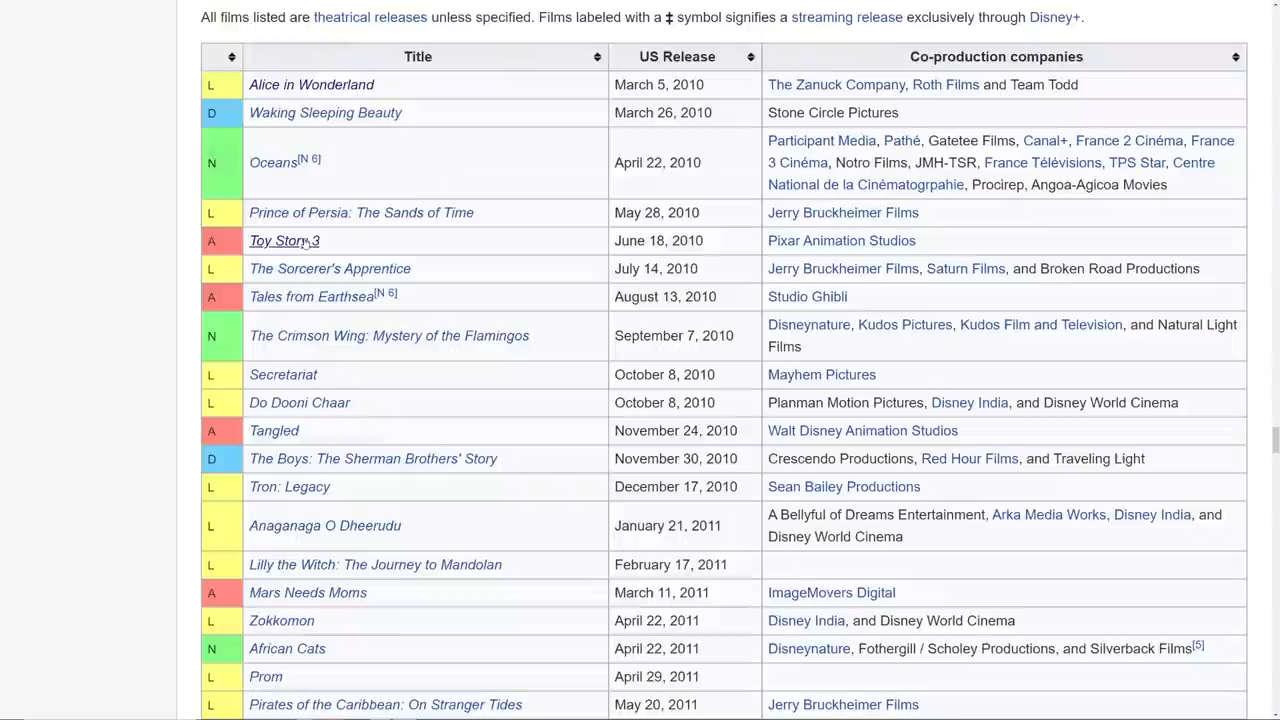 All films listed are theatrical releases unless specified. Films labeled with a ‡ symbol signifies a streaming release exclusively through Disney+.
Title US Release Co-production companies
L Alice in Wonderland March 5, 2010 The Zanuck Company, Roth Films and Team Todd
D Waking Sleeping Beauty March 26, 2010 Stone Circle Pictures
N Oceans[N 6] April 22, 2010 Participant Media, Pathé, Gatetee Films, Canal+, France 2 Cinéma, France
3 Cinéma, Notro Films, JMH-TSR, France Télévisions, TPS Star, Centre
National de la Cinématogrpahie, Procirep, Angoa-Agicoa Movies
L Prince of Persia: The Sands of Time May 28, 2010 Jerry Bruckheimer Films
A Toy Story 3 June 18, 2010 Pixar Animation Studios
L The Sorcerer's Apprentice July 14, 2010 Jerry Bruckheimer Films, Saturn Films, and Broken Road Productions
A Tales from Earthsea[N 6] August 13, 2010 Studio Ghibli
N The Crimson Wing: Mystery of the Flamingos September 7, 2010 Disneynature, Kudos Pictures, Kudos Film and Television, and Natural Light
Films
L Secretariat October 8, 2010 Mayhem Pictures
L Do Dooni Chaar October 8, 2010 Planman Motion Pictures, Disney India, and Disney World Cinema
A Tangled November 24, 2010 Walt Disney Animation Studios
D The Boys: The Sherman Brothers' Story November 30, 2010 Crescendo Productions, Red Hour Films, and Traveling Light
L Tron: Legacy December 17, 2010 Sean Bailey Productions
L Anaganaga O Dheerudu January 21, 2011 A Bellyful of Dreams Entertainment, Arka Media Works, Disney India, and
Disney World Cinema
L Lilly the Witch: The Journey to Mandolan February 17, 2011
A Mars Needs Moms March 11, 2011 ImageMovers Digital
L Zokkomon April 22, 2011 Disney India, and Disney World Cinema
N African Cats April 22, 2011 Disneynature, Fothergill / Scholey Productions, and Silverback Films[5]
L Prom April 29, 2011
L Pirates of the Caribbean: On Stranger Tides May 20, 2011 Jerry Bruckheimer Films